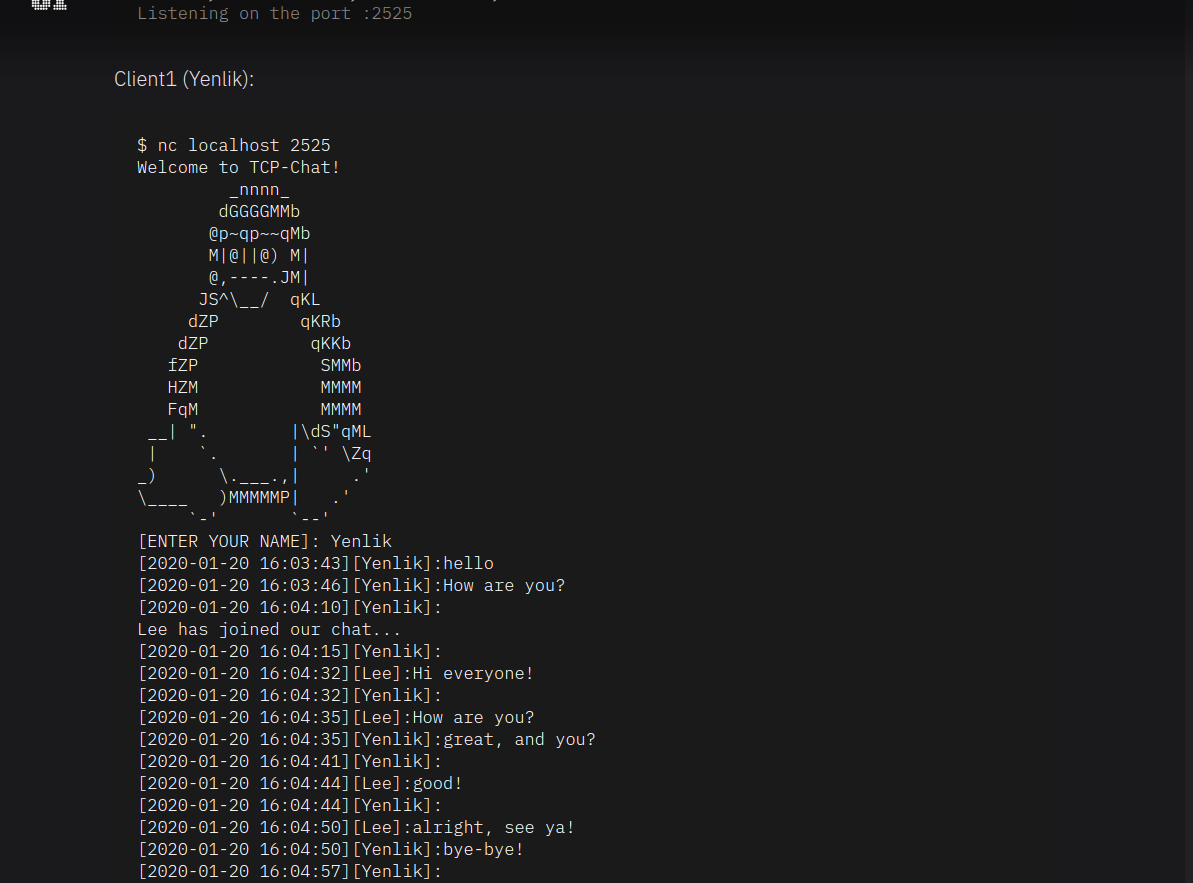 01
Listening on the port :2525
Client1 (Yenlik):
$ nc localhost 2525
Welcome to TCP-Chat!
         _nnnn_
        dGGGGMMb
       @p~qp~~qMb
       M|@||@) M|
       @,----.JM|
      JS^\__/  qKL
     dZP        qKRb
    dZP          qKKb
   fZP            SMMb
   HZM            MMMM
   FqM            MMMM
 __| ".        |\dS"qML
 |    `.       | `' \Zq
_)      \.___.,|     .'
\____   )MMMMMP|   .'
     `-'       `--'
[ENTER YOUR NAME]: Yenlik
[2020-01-20 16:03:43][Yenlik]:hello
[2020-01-20 16:03:46][Yenlik]:How are you?
[2020-01-20 16:04:10][Yenlik]:
Lee has joined our chat...
[2020-01-20 16:04:15][Yenlik]:
[2020-01-20 16:04:32][Lee]:Hi everyone!
[2020-01-20 16:04:32][Yenlik]:
[2020-01-20 16:04:35][Lee]:How are you?
[2020-01-20 16:04:35][Yenlik]:great, and you?
[2020-01-20 16:04:41][Yenlik]:
[2020-01-20 16:04:44][Lee]:good!
[2020-01-20 16:04:44][Yenlik]:
[2020-01-20 16:04:50][Lee]:alright, see ya!
[2020-01-20 16:04:50][Yenlik]:bye-bye!
[2020-01-20 16:04:57][Yenlik]: